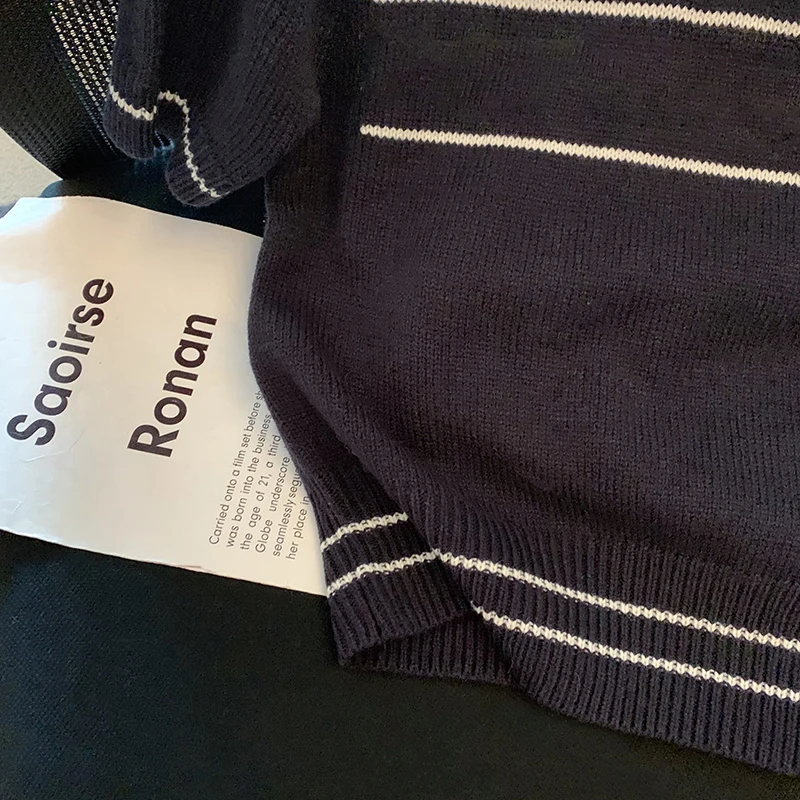 Saoirse
Ronan
Carried onto a film set before
was born into the business
the age of 21, a third
Globe underscore
seamlessly
her place in